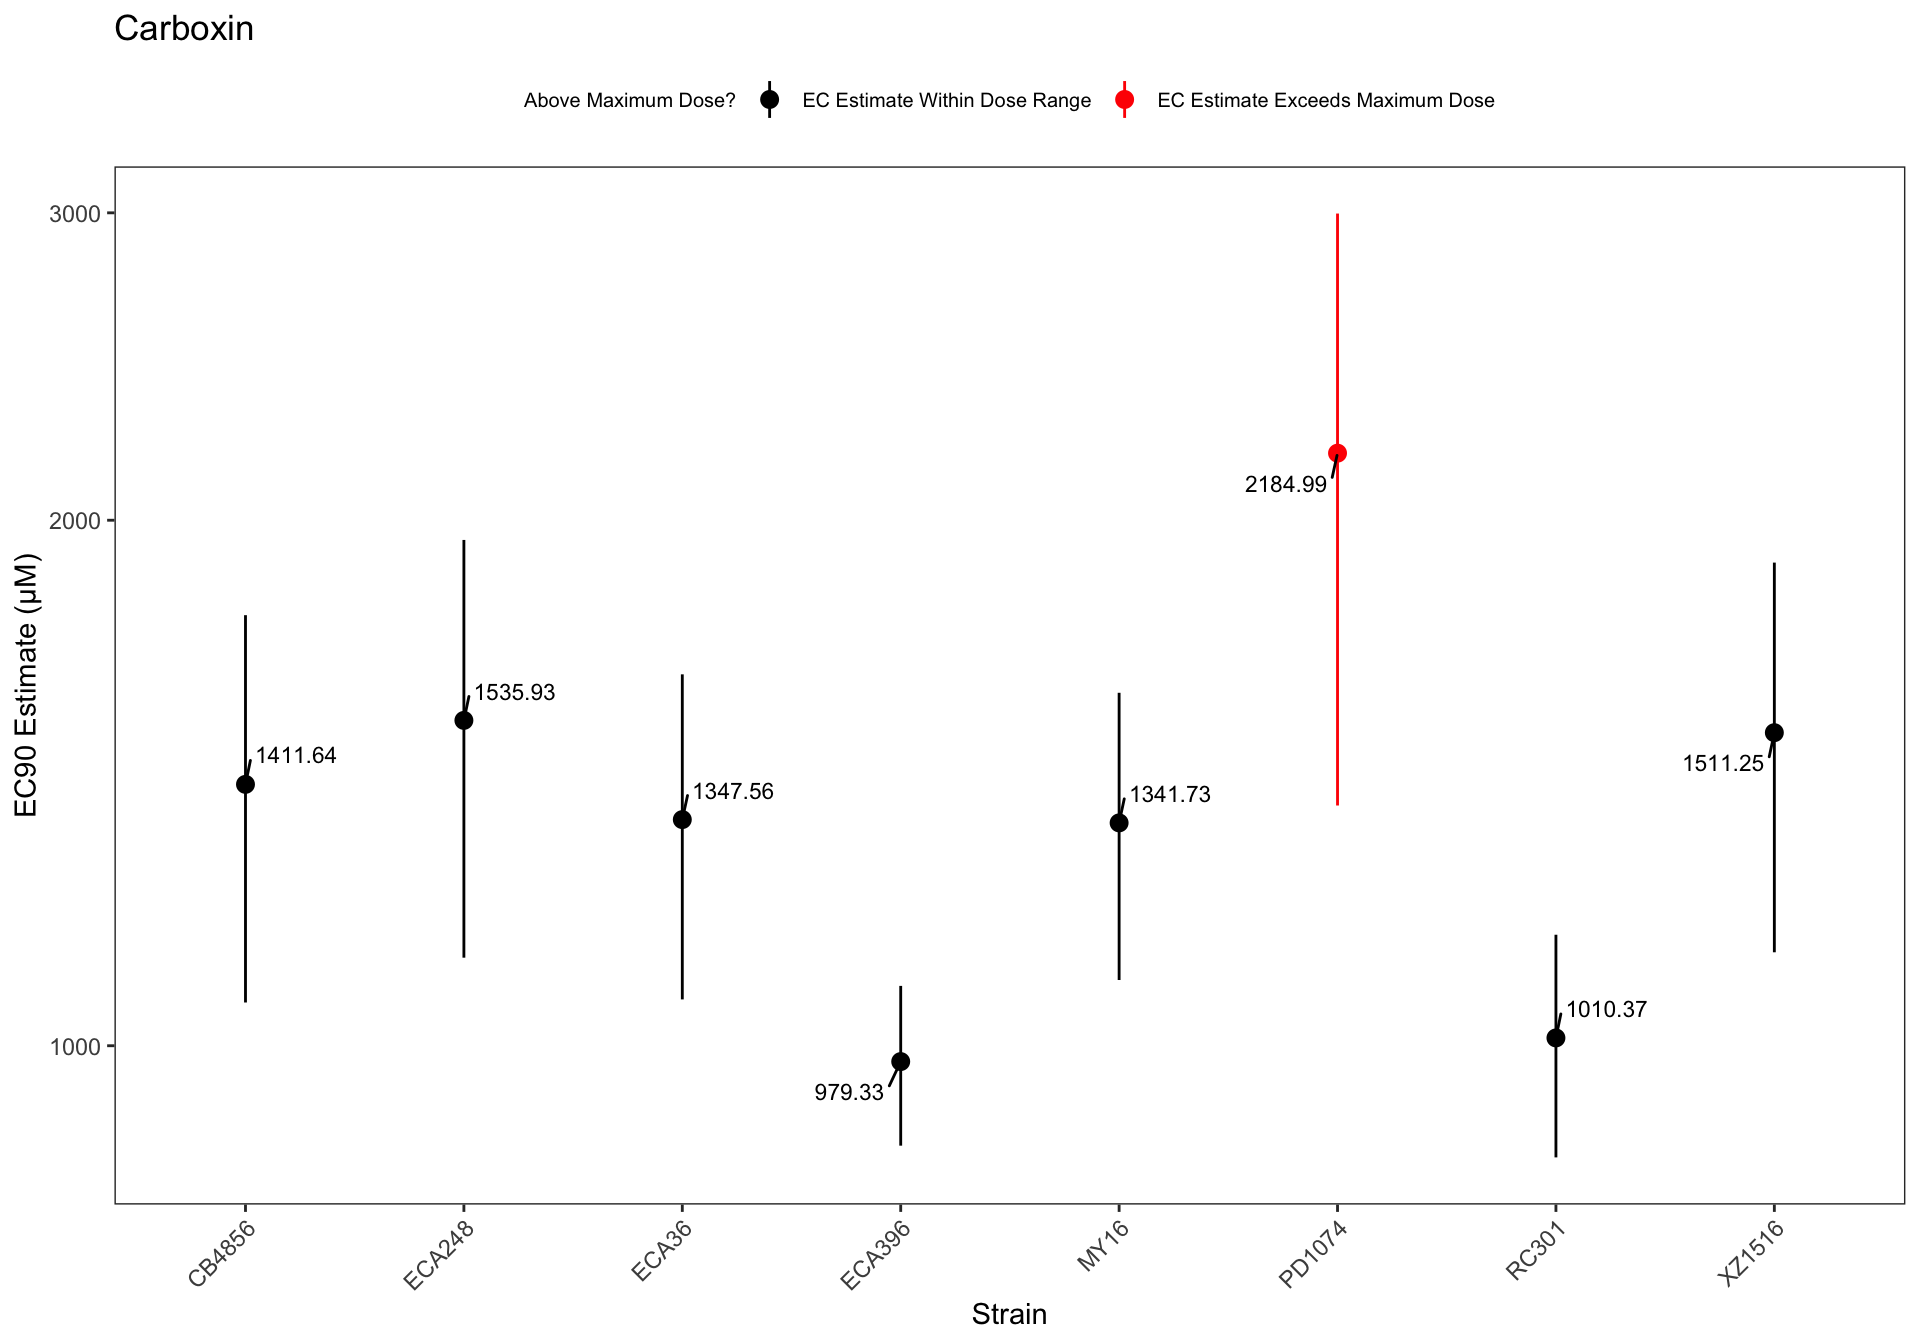 Carboxin
Above Maximum Dose? EC Estimate Within Dose Range EC Estimate Exceeds Maximum Dose
EC90 Estimate (µM)
3000
2000
1000
1411.64
1535.93
1347.56
979.33
1341.73
2184.99
1010.37
1511.25
CB4856
ECA248
ECA36
ECA396
MY16
PD1074
RC301
XZ1516
Strain